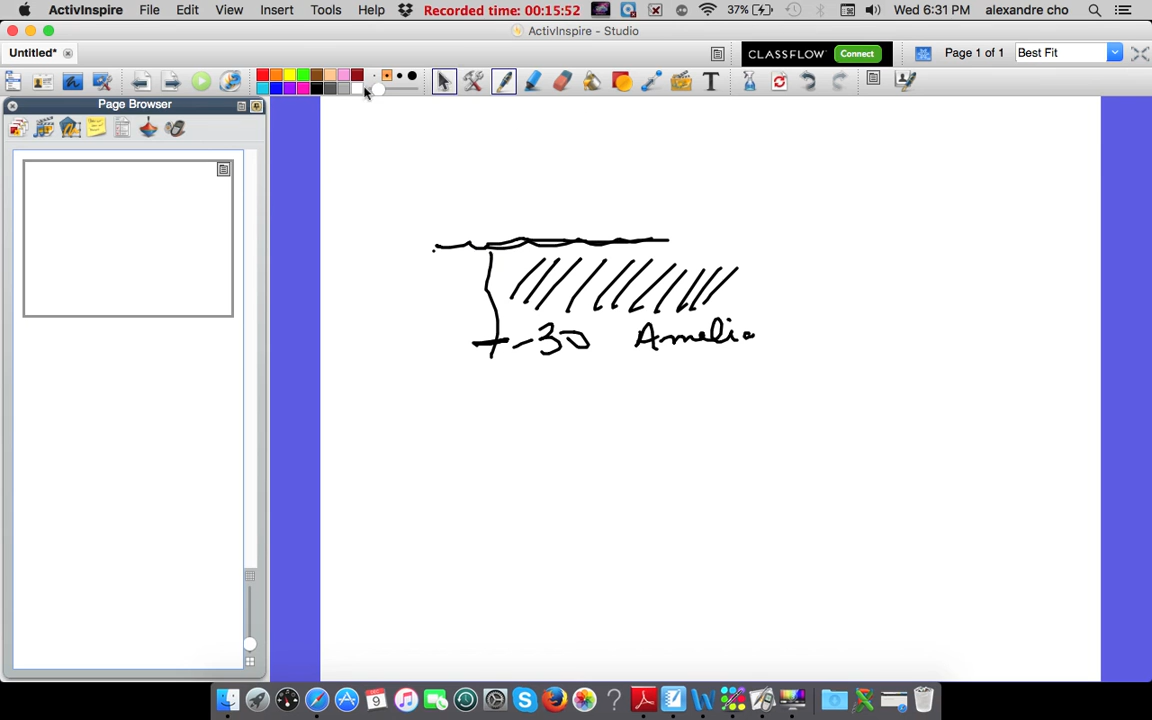 ActivInspire File Edit View Insert Tools Help Recorded time: 00:15:52 37% Wed 6:31 PM alexandre cho
ActivInspire - Studio
Untitled* CLASSFLOW Connect Page 1 of 1 Best Fit
Page Browser
-30 Amelia